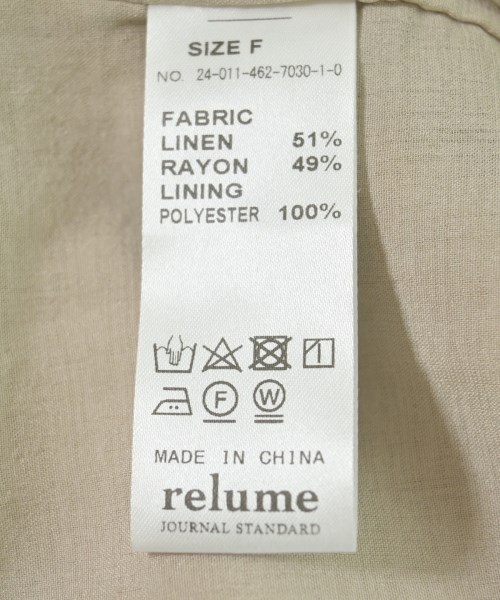 SIZE F
NO. 24-011-462-7030-1-0
FABRIC
LINEN 51%
RAYON 49%
LINING
POLYESTER 100%
F W
MADE IN CHINA
relume
JOURNAL STANDARD